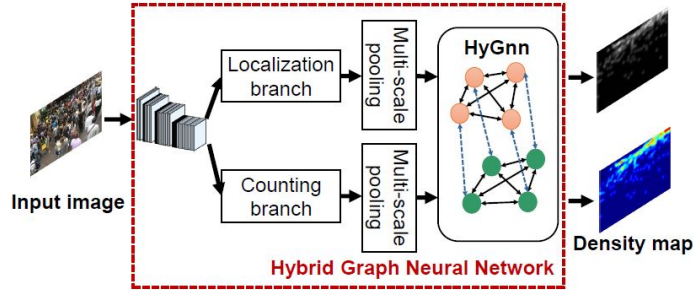 HyGnn
Localization
branch
Multi-scale
pooling
Input image
Counting
branch
Multi-scale
pooling
Density map
Hybrid Graph Neural Network